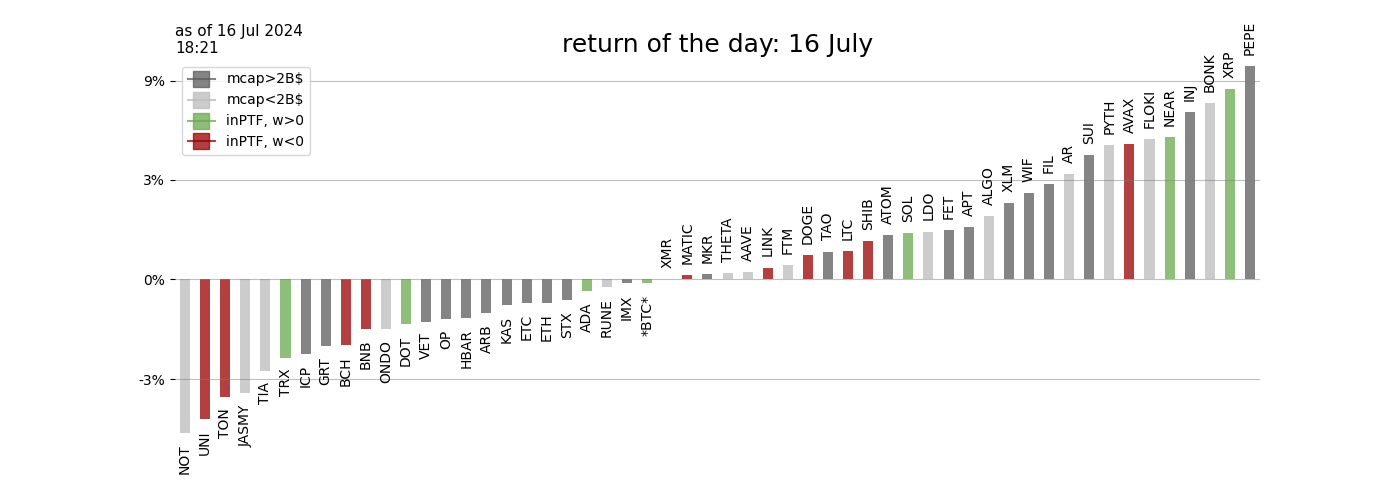 as of 16 Jul 2024
18:21
return of the day: 16 July
mcap>2B$
mcap<2B$
inPTF, w>0
inPTF, w<0
9%
3%
0%
-3%
NOT
UNI
TON
JASMY
TIA
TRX
ICP
GRT
BCH
BNB
ONDO
DOT
VET
OP
HBAR
ARB
KAS
ETC
ETH
STX
ADA
RUNE
IMX
*BTC*
XMR
MATIC
MKR
THETA
AAVE
LINK
FTM
DOGE
TAO
LTC
SHIB
ATOM
SOL
LDO
FET
APT
ALGO
XLM
WIF
FIL
AR
SUI
PYTH
AVAX
FLOKI
NEAR
INJ
BONK
XRP
PEPE